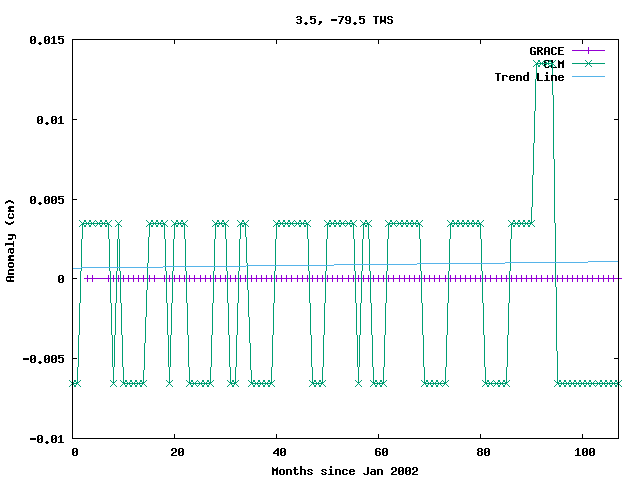 3.5, -79.5 TWS
0.015
0.01
0.005
0
-0.005
-0.01
Anomaly (cm)
GRACE
CLM
Trend Line
0 20 40 60 80 100
Months since Jan 2002